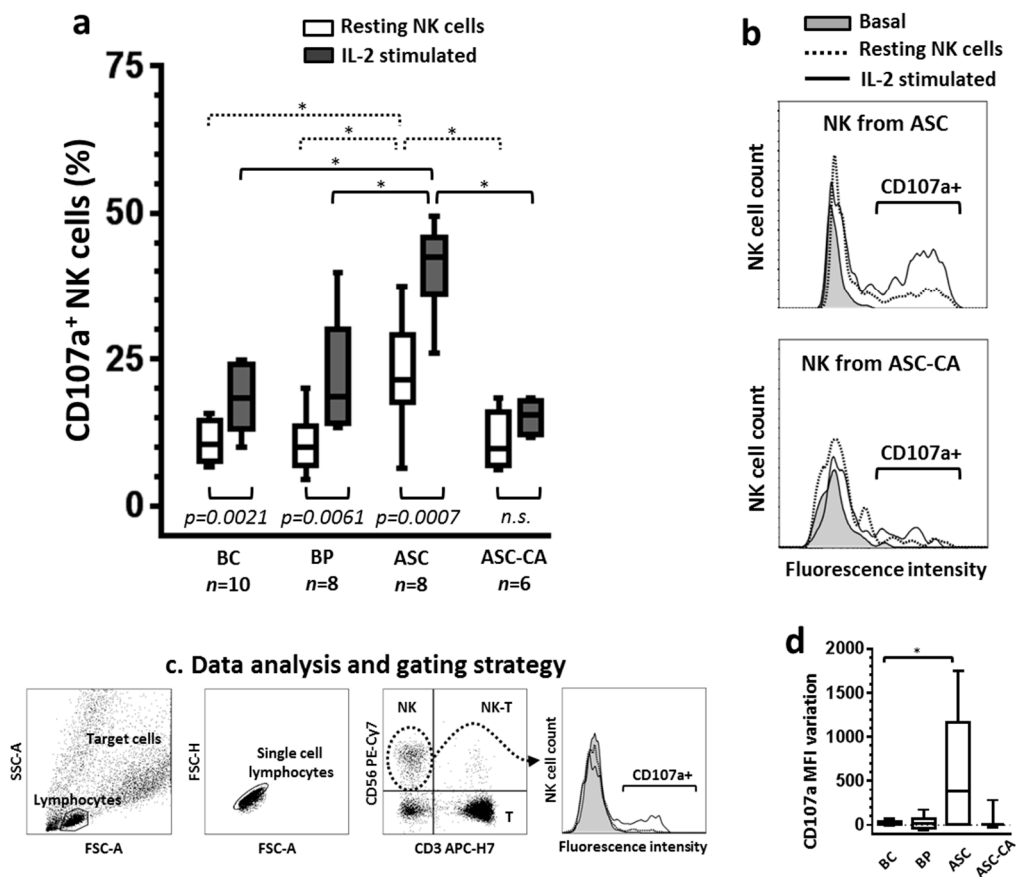 a
Resting NK cells
IL-2 stimulated
75
50
25
0
CD107a+ NK cells (%)
*
*
*
*
*
*
p=0.0021
p=0.0061
p=0.0007
n.s.
BC
n=10
BP
n=8
ASC
n=8
ASC-CA
n=6
b
Basal
Resting NK cells
IL-2 stimulated
NK from ASC
CD107a+
NK cell count
NK from ASC-CA
CD107a+
NK cell count
Fluorescence intensity
c. Data analysis and gating strategy
SSC-A
Target cells
Lymphocytes
FSC-A
FSC-H
Single cell
lymphocytes
FSC-A
CD56 PE-Cy7
NK
NK-T
T
CD3 APC-H7
NK cell count
CD107a+
Fluorescence intensity
d
CD107a MFI variation
2000
1500
1000
500
0
*
BC
BP
ASC
ASC-CA